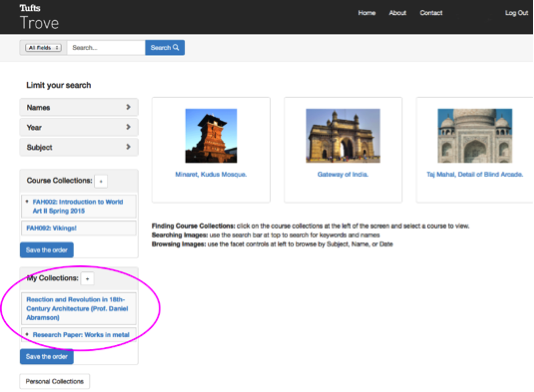 Tufts
Trove
Home About Contact Log Out
All Fields Search... Search
Limit your search
Names
Year
Subject
Course Collections: +
FAH002: Introduction to World
Art II Spring 2015
FAH092: Vikings!
Save the order
My Collections: +
Reaction and Revolution in 18th-
Century Architecture (Prof. Daniel
Abramson)
Research Paper: Works in metal
Save the order
Personal Collections
Minaret, Kudus Mosque.
Gateway of India.
Taj Mahal, Detail of Blind Arcade.
Finding Course Collections: click on the course collections at the left of the screen and select a course to view.
Searching Images: use the search bar at top to search for keywords and names
Browsing Images: use the facet controls at left to browse by Subject, Name, or Date